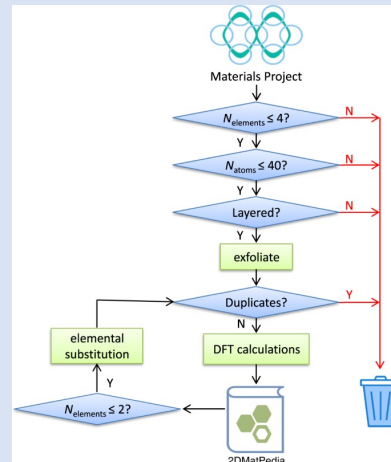 Materials Project
N_elements ≤ 4?
N
Y
N_atoms ≤ 40?
N
Y
Layered?
N
Y
exfoliate
Duplicates?
Y
N
elemental
substitution
DFT calculations
Y
N_elements ≤ 2?
2DMatPedia